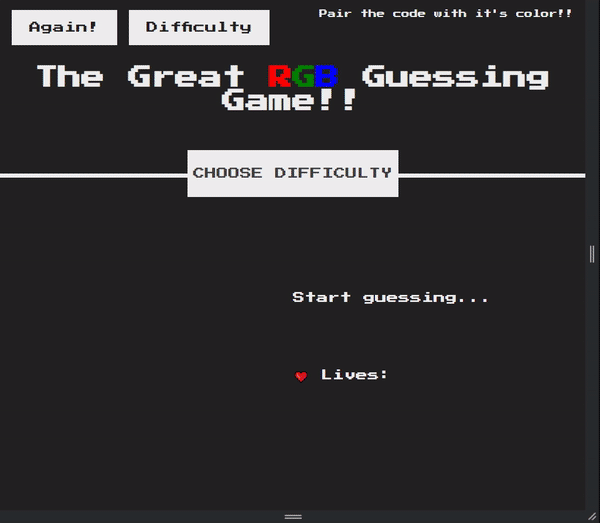 Again!
Difficulty
Pair the code with it's color!!
The Great RGB Guessing
Game!!
CHOOSE DIFFICULTY
Start guessing...
Lives: